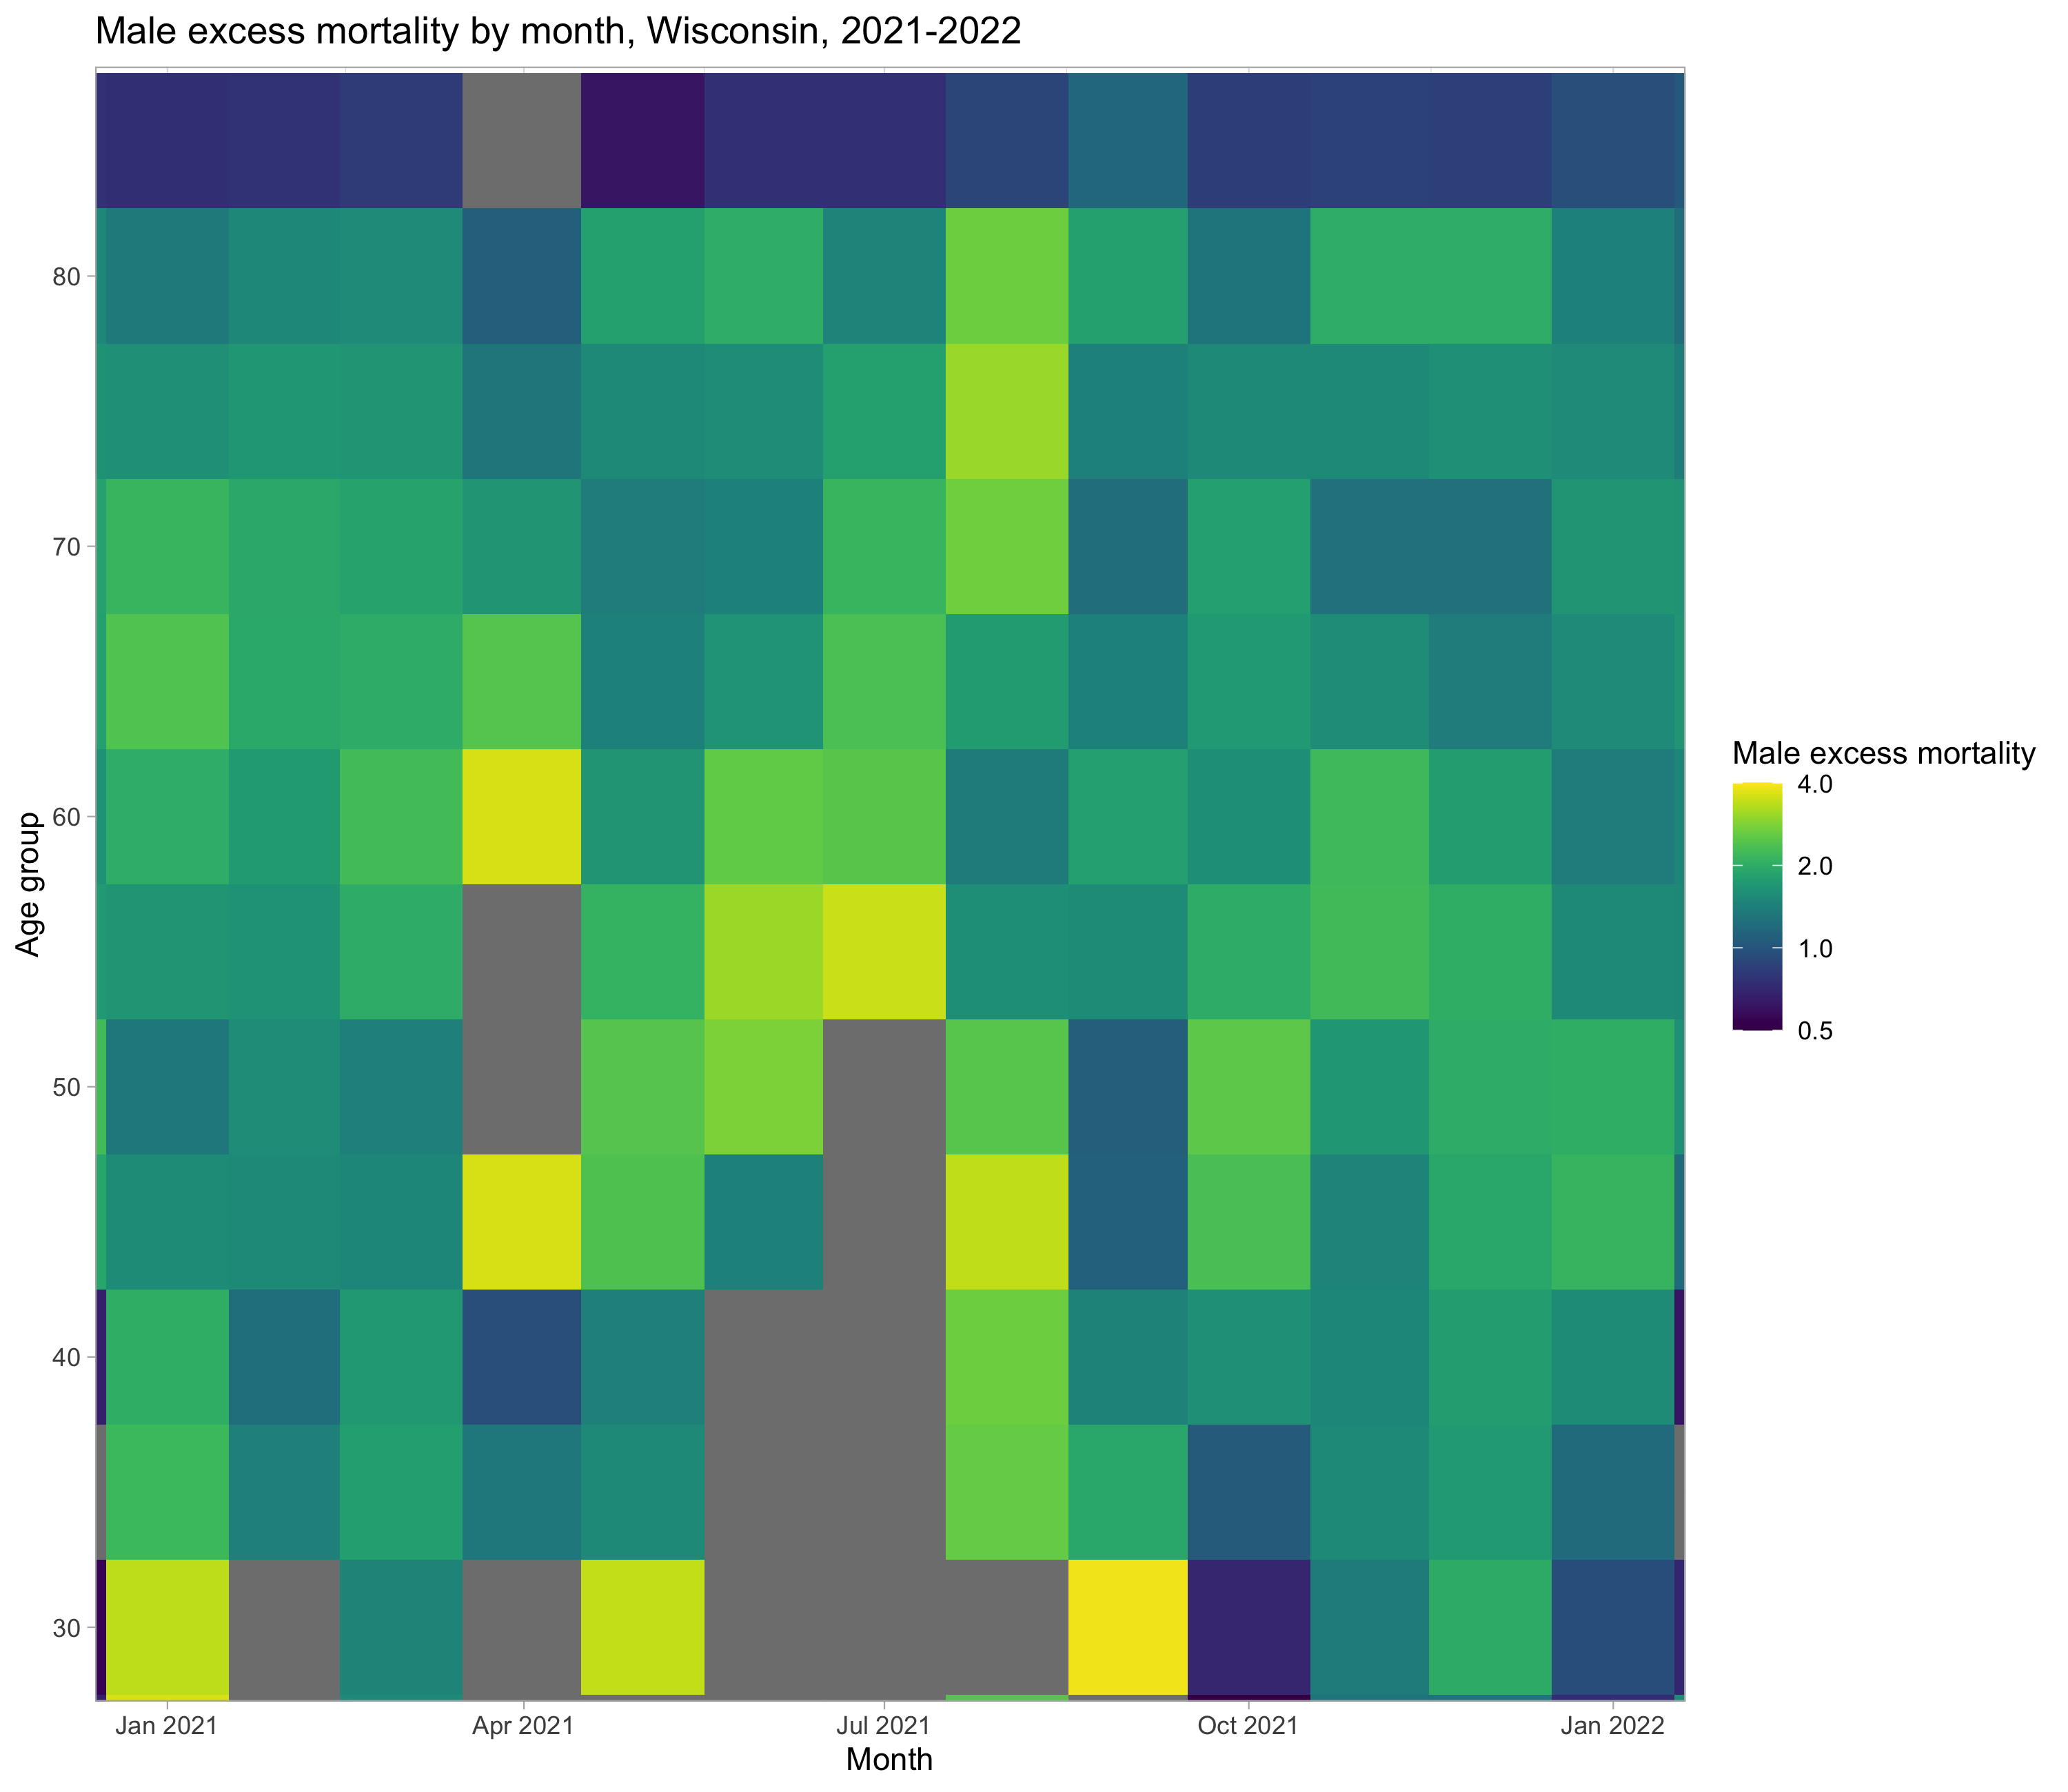 Male excess mortality by month, Wisconsin, 2021-2022
80
70
60
50
40
30
Age group
Jan 2021
Apr 2021
Jul 2021
Oct 2021
Jan 2022
Month
Male excess mortality
4.0
2.0
1.0
0.5